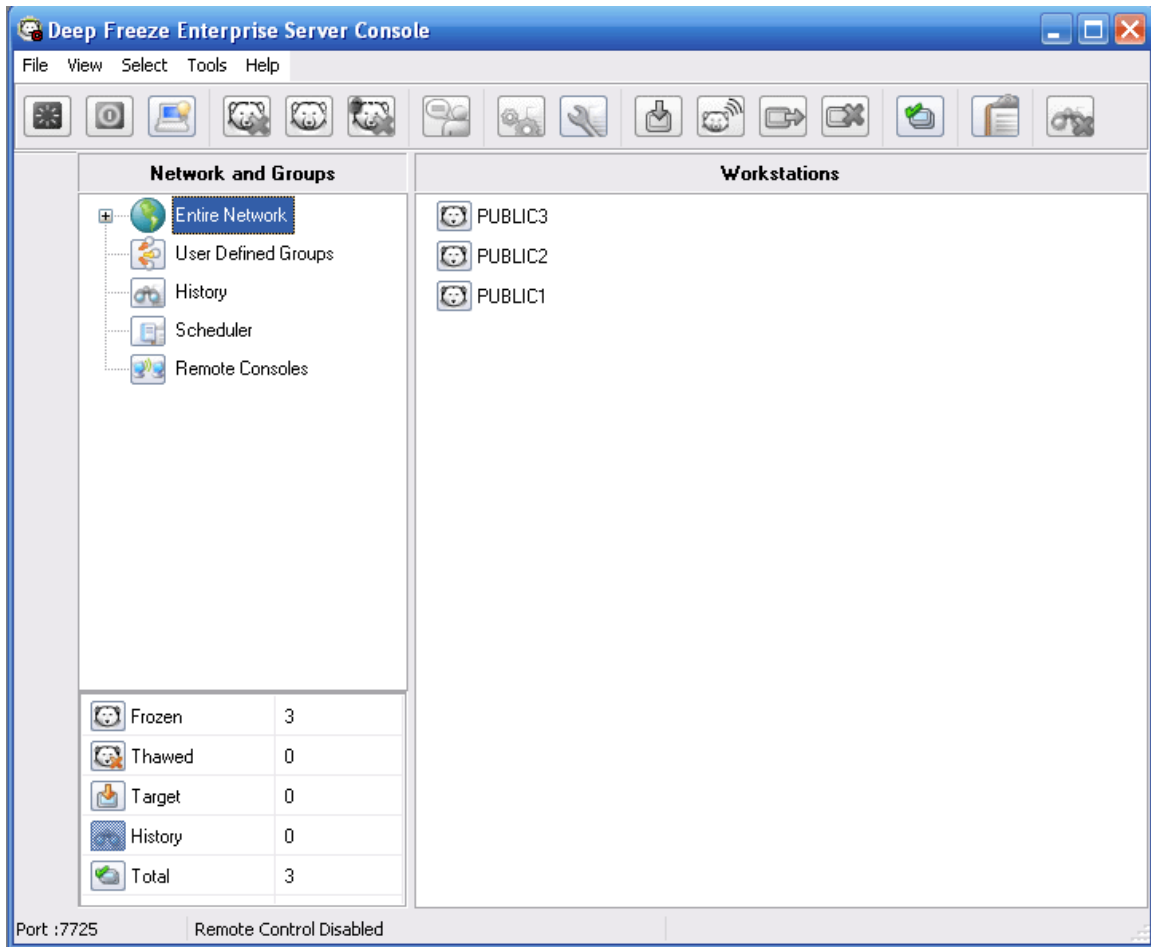 Deep Freeze Enterprise Server Console
File View Select Tools Help
Network and Groups
Workstations
Entire Network
User Defined Groups
History
Scheduler
Remote Consoles
PUBLIC3
PUBLIC2
PUBLIC1
Frozen 3
Thawed 0
Target 0
History 0
Total 3
Port :7725 Remote Control Disabled